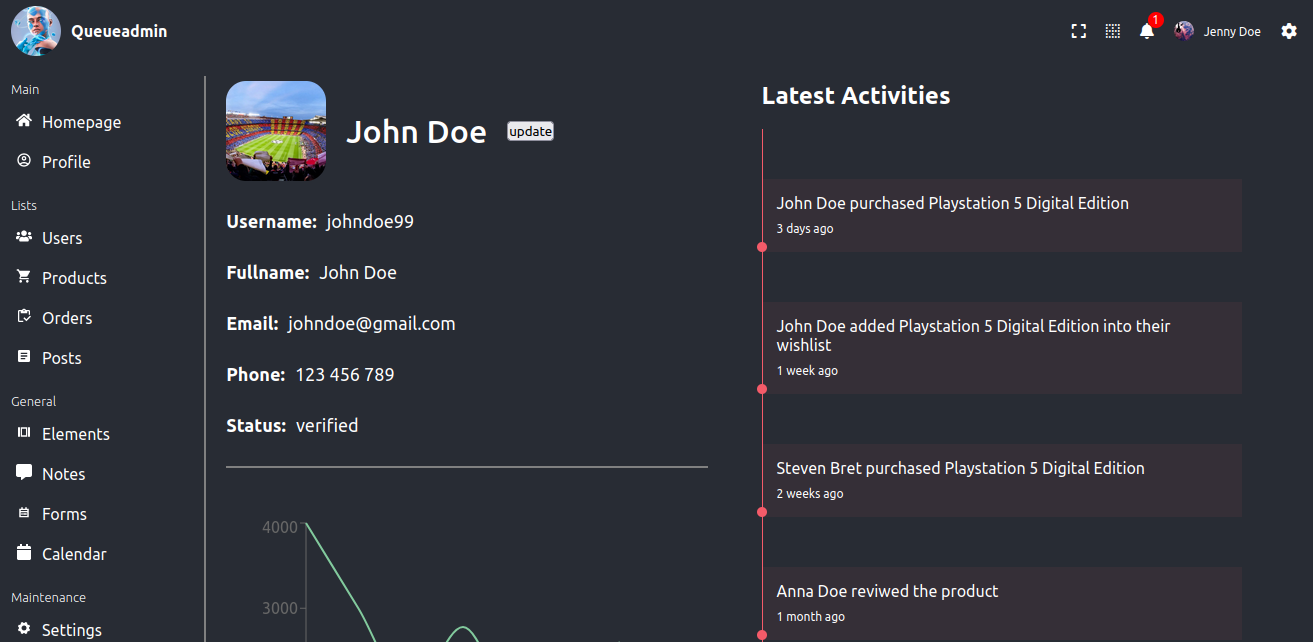 Queueadmin
1
Jenny Doe
Main
Homepage
Profile
Lists
Users
Products
Orders
Posts
General
Elements
Notes
Forms
Calendar
Maintenance
Settings
John Doe
update
Username: johndoe99
Fullname: John Doe
Email: johndoe@gmail.com
Phone: 123 456 789
Status: verified
4000
3000
Latest Activities
John Doe purchased Playstation 5 Digital Edition
3 days ago
John Doe added Playstation 5 Digital Edition into their
wishlist
1 week ago
Steven Bret purchased Playstation 5 Digital Edition
2 weeks ago
Anna Doe reviwed the product
1 month ago